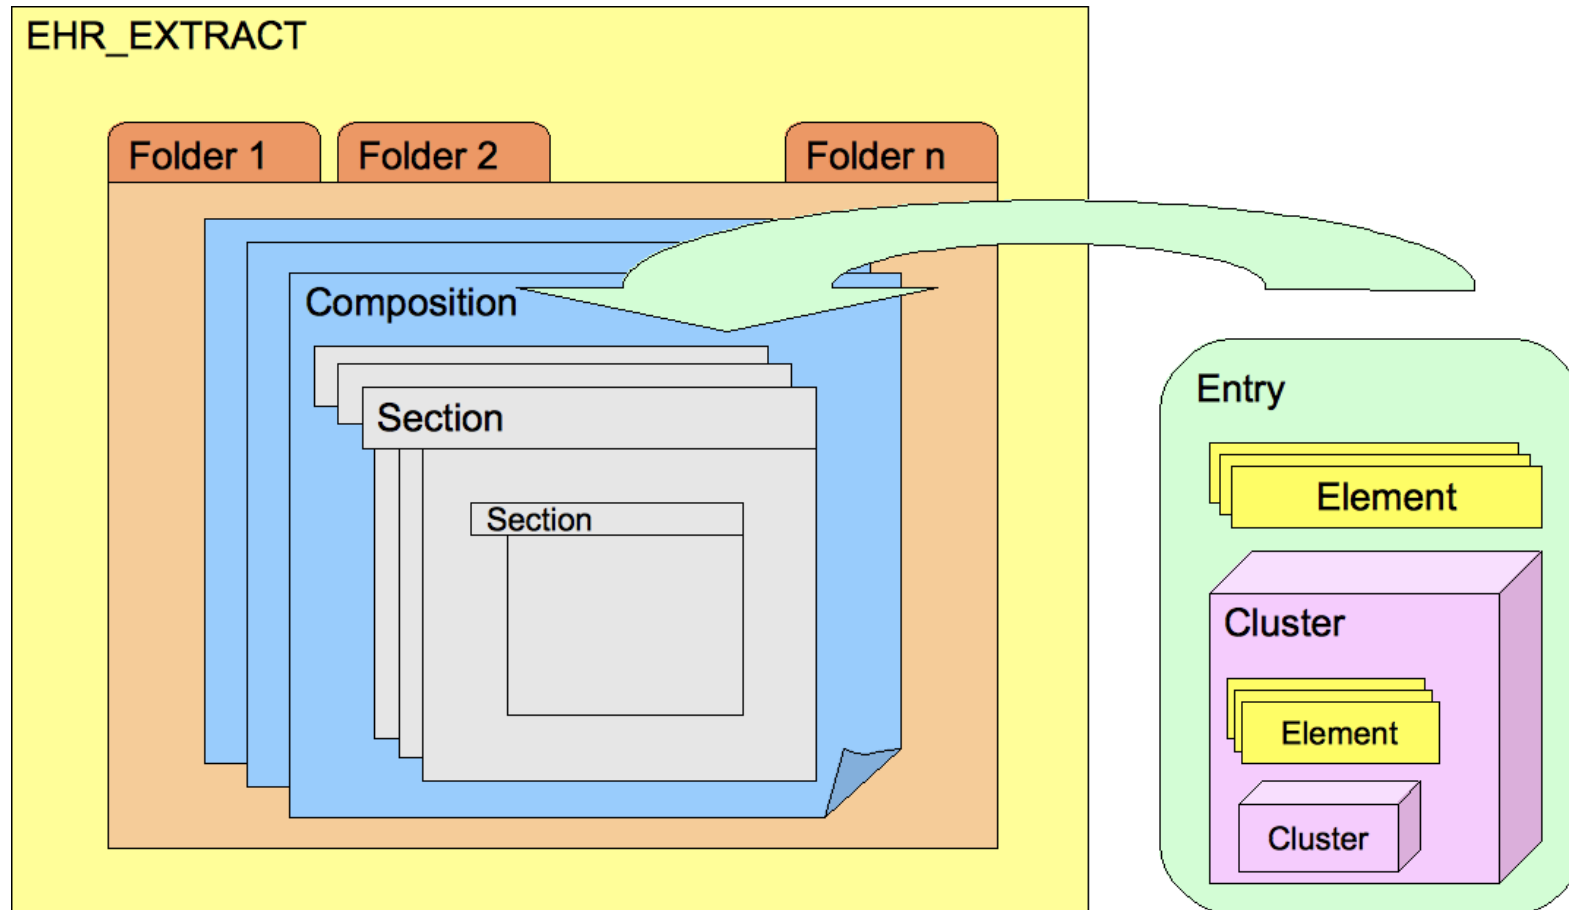 EHR_EXTRACT
Folder 1
Folder 2
Folder n
Composition
Section
Section
Entry
Element
Cluster
Element
Cluster